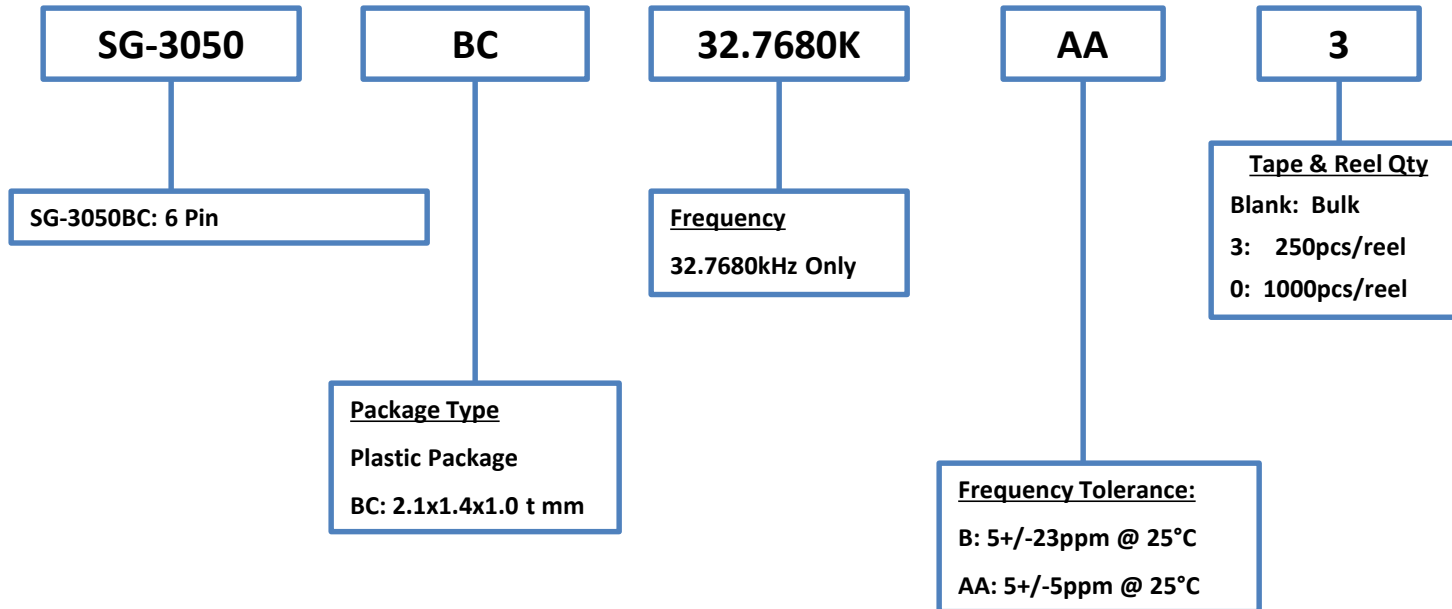 SG-3050 BC 32.7680K AA 3
SG-3050BC: 6 Pin
Package Type
Plastic Package
BC: 2.1x1.4x1.0 t mm
Frequency
32.7680kHz Only
Frequency Tolerance:
B: 5+/-23ppm @ 25°C
AA: 5+/-5ppm @ 25°C
Tape & Reel Qty
Blank: Bulk
3: 250pcs/reel
0: 1000pcs/reel